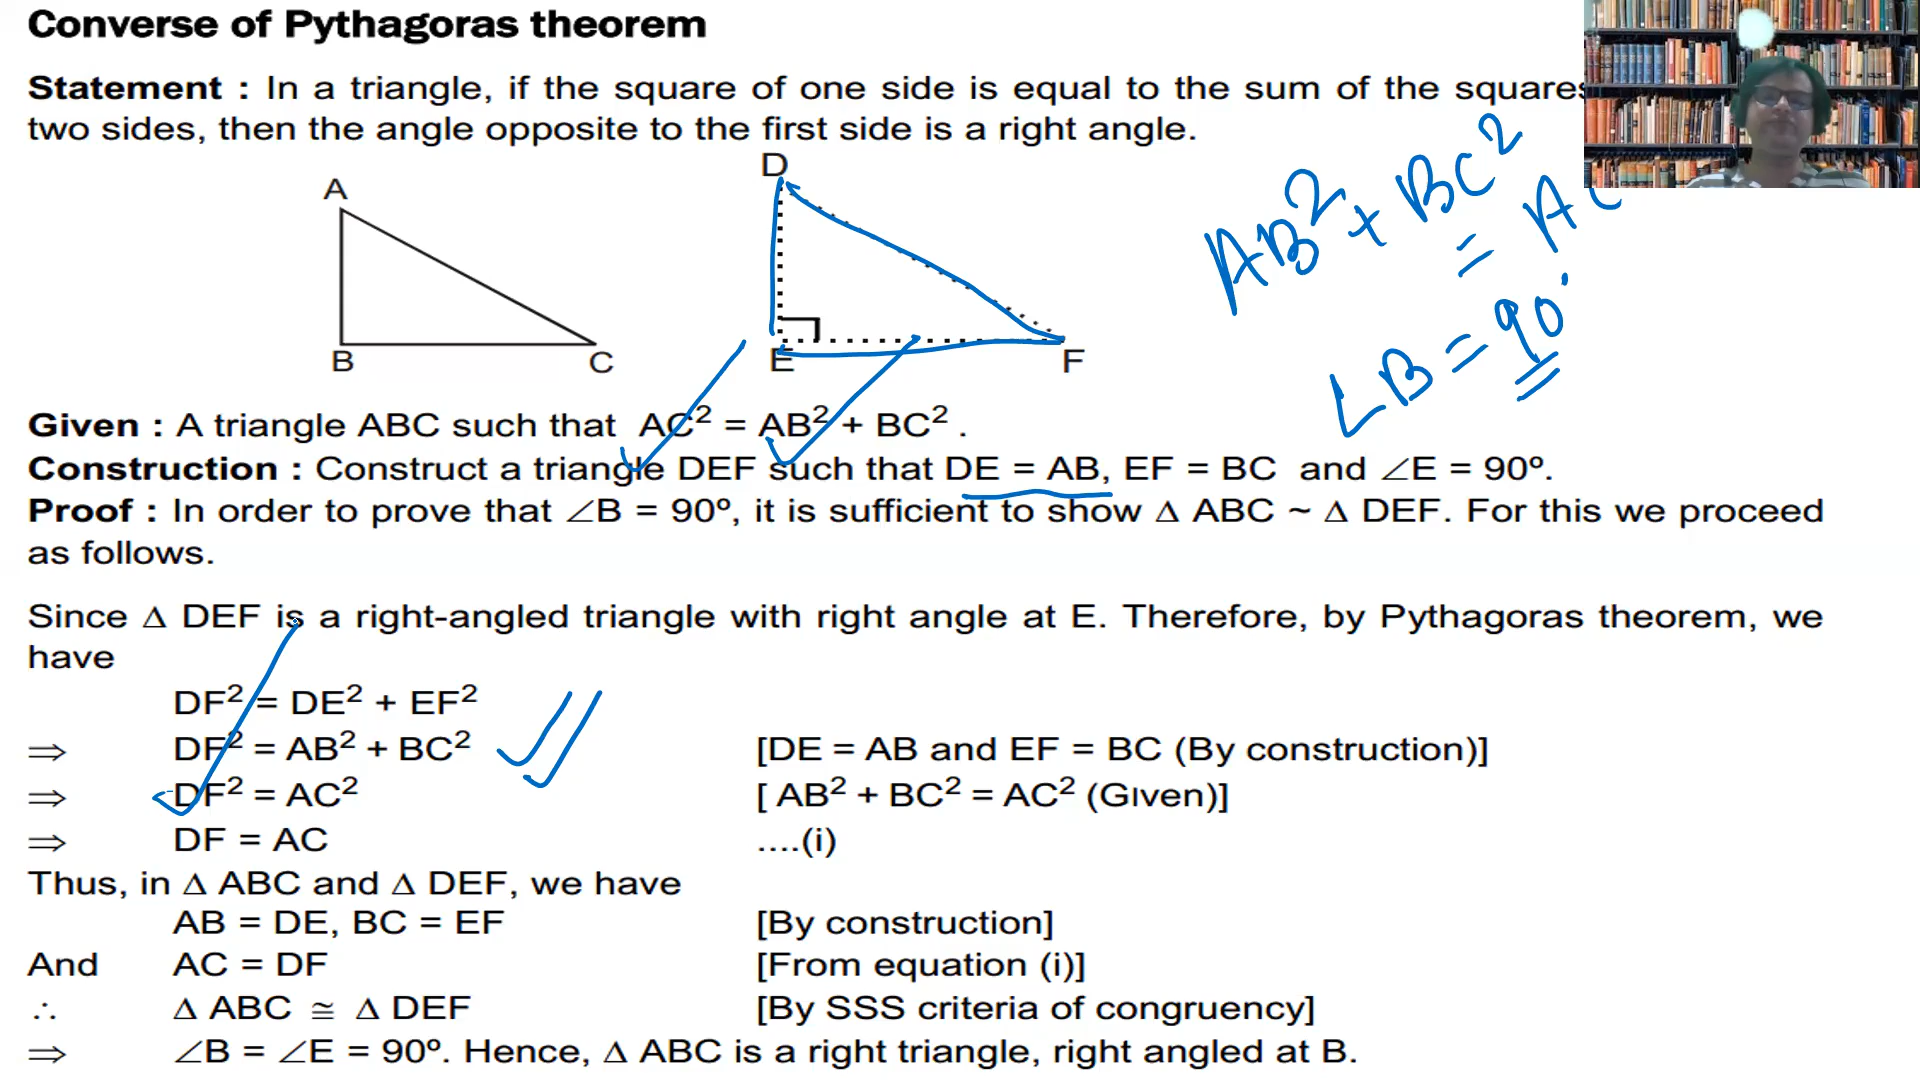 Converse of Pythagoras theorem
Statement : In a triangle, if the square of one side is equal to the sum of the squares
two sides, then the angle opposite to the first side is a right angle.
A
B
C
D
E
F
AB² + BC²
= AC
∠B = 90°
Given : A triangle ABC such that AC² = AB² + BC² .
Construction : Construct a triangle DEF such that DE = AB, EF = BC and ∠E = 90º.
Proof : In order to prove that ∠B = 90º, it is sufficient to show Δ ABC ~ Δ DEF. For this we proceed
as follows.
Since Δ DEF is a right-angled triangle with right angle at E. Therefore, by Pythagoras theorem, we
have
DF² = DE² + EF²
⇒ DF² = AB² + BC² [DE = AB and EF = BC (By construction)]
⇒ DF² = AC² [ AB² + BC² = AC² (Given)]
⇒ DF = AC ....(i)
Thus, in Δ ABC and Δ DEF, we have
AB = DE, BC = EF [By construction]
And AC = DF [From equation (i)]
∴ Δ ABC ≅ Δ DEF [By SSS criteria of congruency]
⇒ ∠B = ∠E = 90º. Hence, Δ ABC is a right triangle, right angled at B.